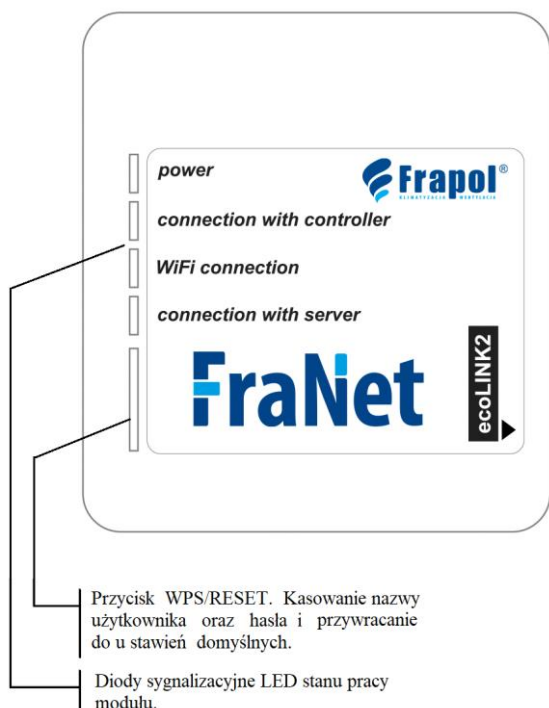 power
Frapol®
KLIMATYZACJA WENTYLACJA
connection with controller
WiFi connection
connection with server
FraNet
ecoLINK2
Przycisk WPS/RESET. Kasowanie nazwy
użytkownika oraz hasła i przywracanie
do u stawień domyślnych.
Diody sygnalizacyjne LED stanu pracy
modułu.